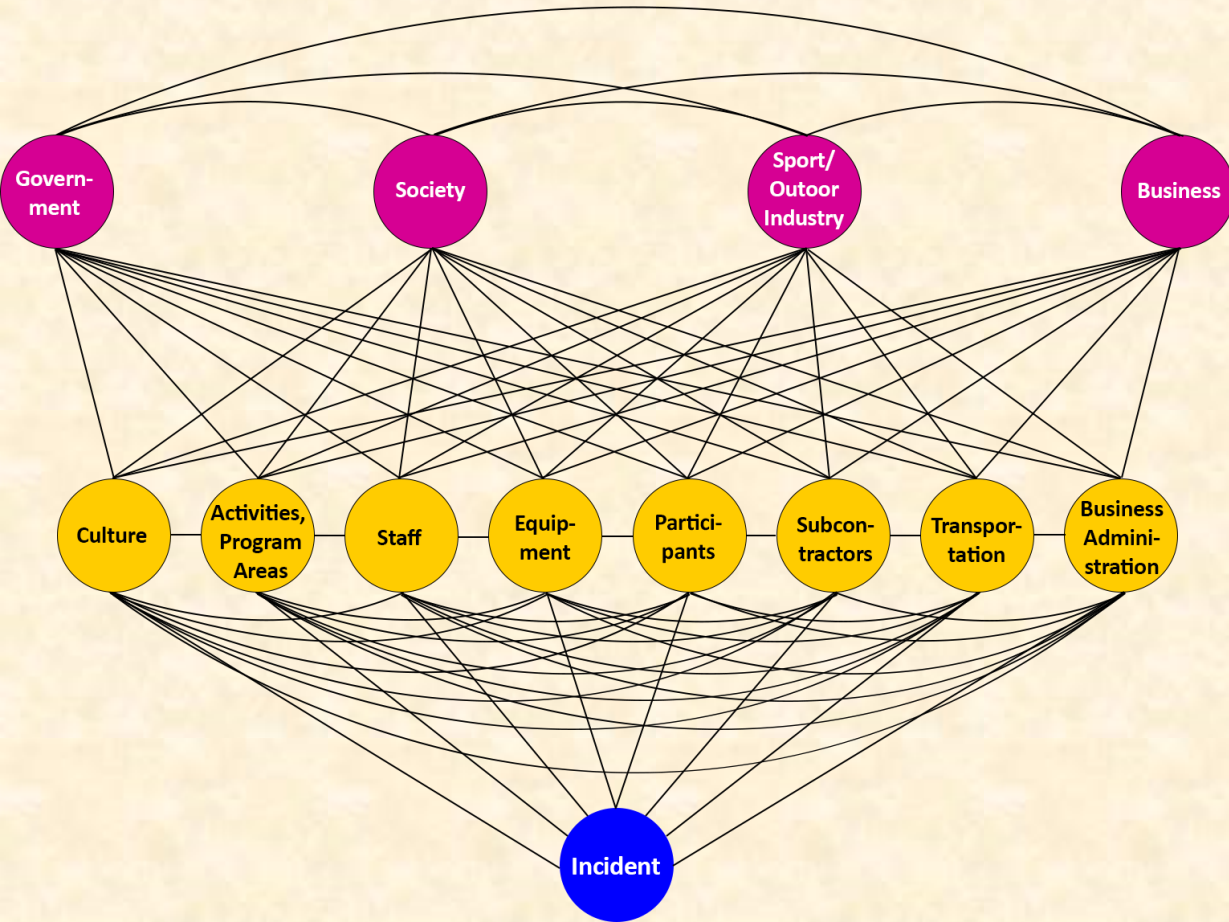 Govern-
ment
Society
Sport/
Outoor
Industry
Business
Culture
Activities,
Program
Areas
Staff
Equip-
ment
Partici-
pants
Subcon-
tractors
Transpor-
tation
Business
Admini-
stration
Incident